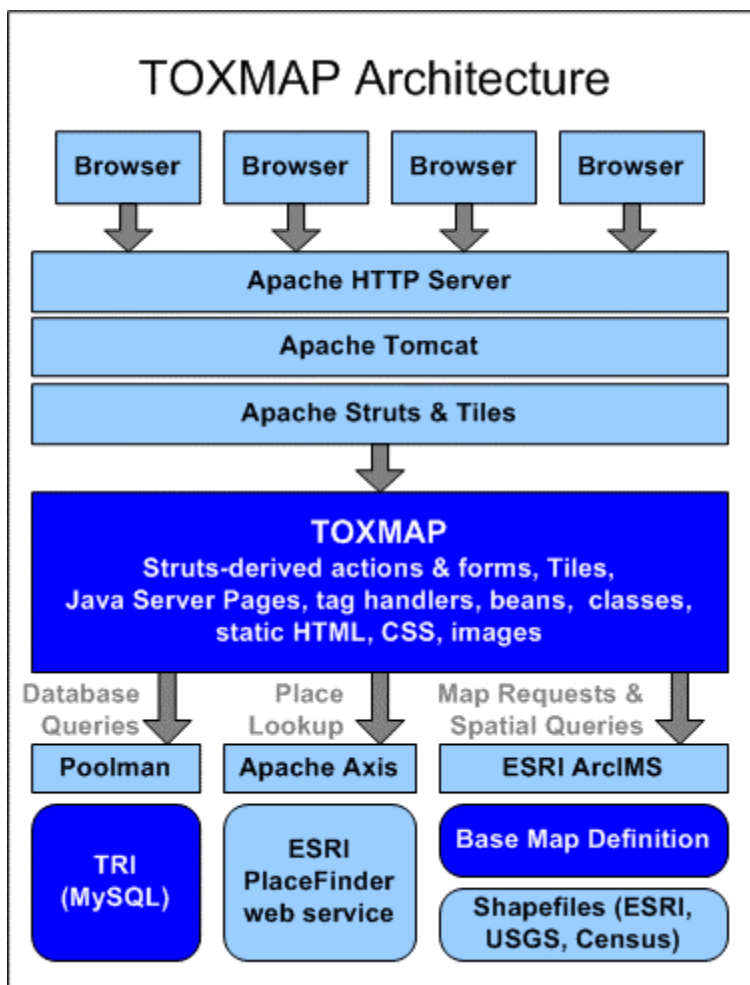 TOXMAP Architecture
Browser
Browser
Browser
Browser
Apache HTTP Server
Apache Tomcat
Apache Struts & Tiles
TOXMAP
Struts-derived actions & forms, Tiles,
Java Server Pages, tag handlers, beans, classes,
static HTML, CSS, images
Database
Queries
Place
Lookup
Map Requests &
Spatial Queries
Poolman
Apache Axis
ESRI ArcIMS
TRI
(MySQL)
ESRI
PlaceFinder
web service
Base Map Definition
Shapefiles (ESRI,
USGS, Census)